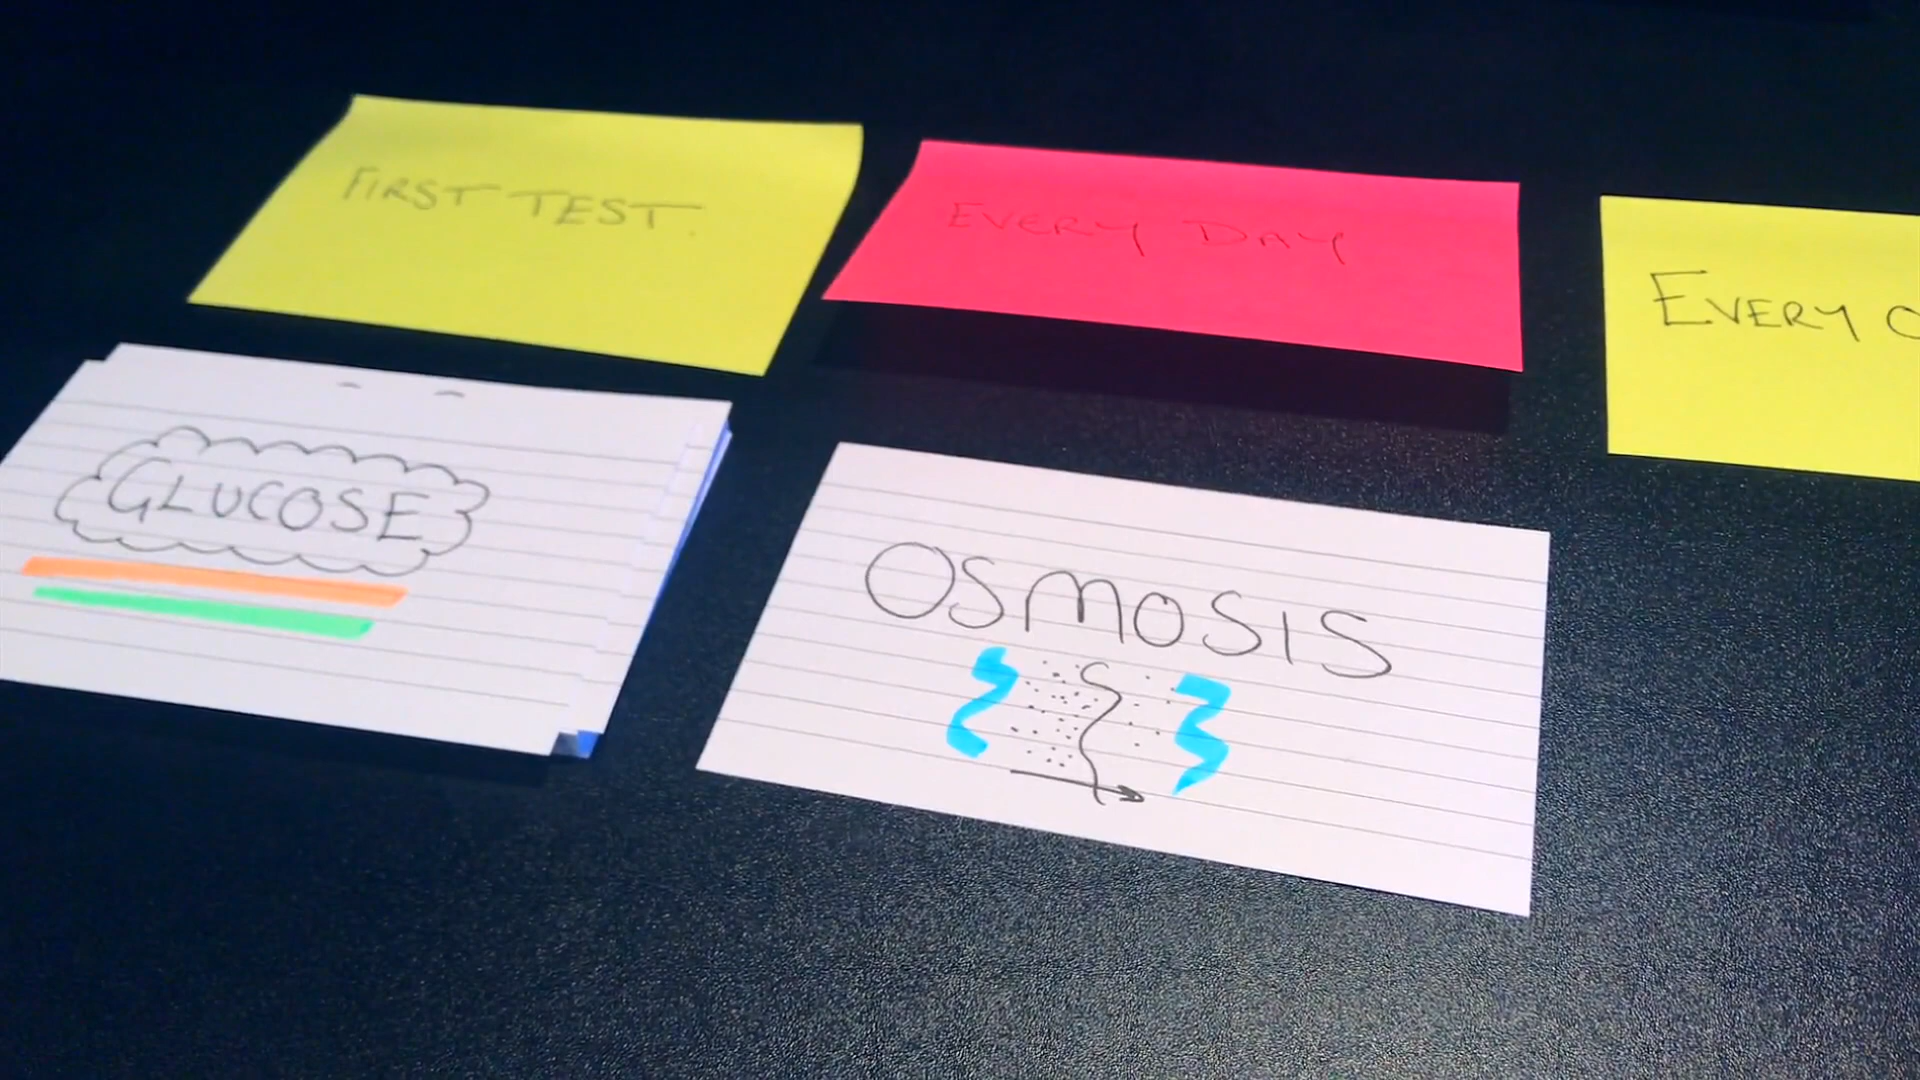 FIRST TEST.
EVERY DAY
EVERY
GLUCOSE
OSMOSIS